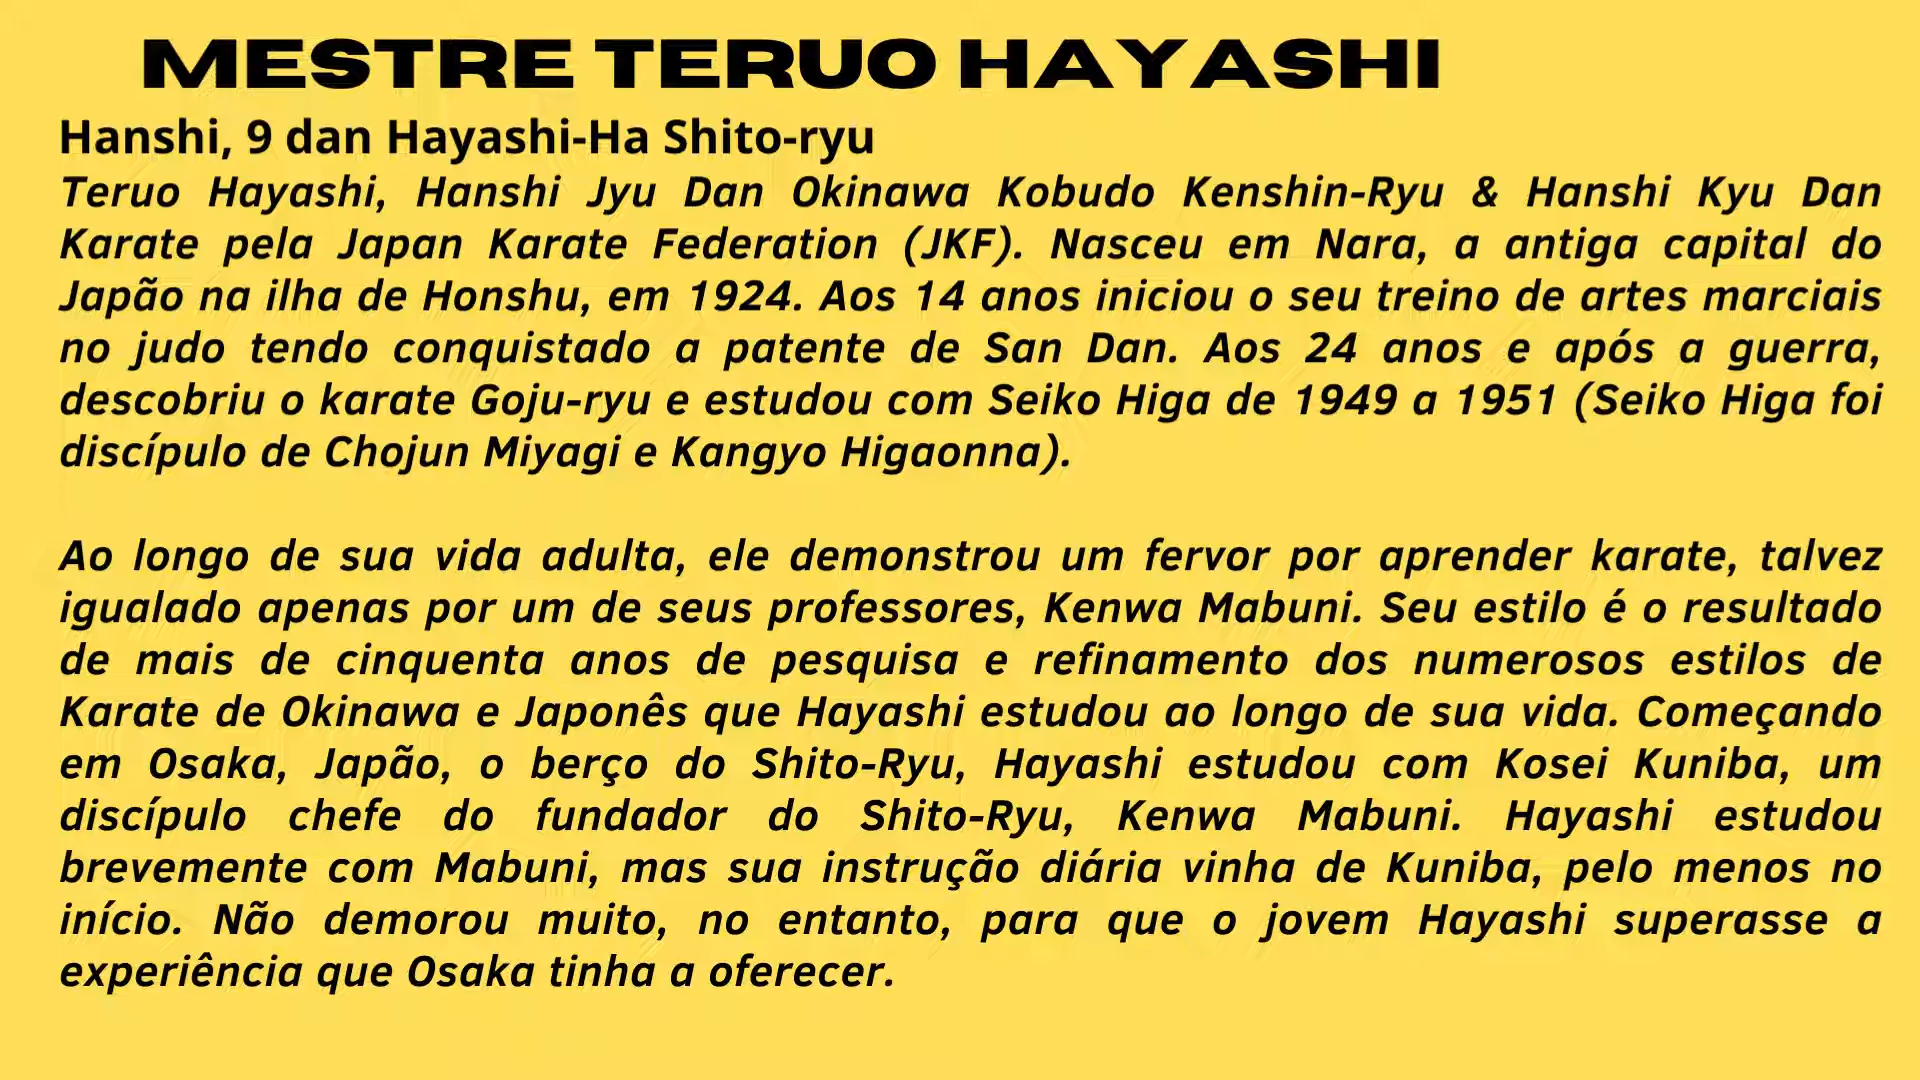 MESTRE TERUO HAYASHI
Hanshi, 9 dan Hayashi-Ha Shito-ryu
Teruo Hayashi, Hanshi Jyu Dan Okinawa Kobudo Kenshin-Ryu & Hanshi Kyu Dan
Karate pela Japan Karate Federation (JKF). Nasceu em Nara, a antiga capital do
Japão na ilha de Honshu, em 1924. Aos 14 anos iniciou o seu treino de artes marciais
no judo tendo conquistado a patente de San Dan. Aos 24 anos e após a guerra,
descobriu o karate Goju-ryu e estudou com Seiko Higa de 1949 a 1951 (Seiko Higa foi
discípulo de Chojun Miyagi e Kangyo Higaonna).
Ao longo de sua vida adulta, ele demonstrou um fervor por aprender karate, talvez
igualado apenas por um de seus professores, Kenwa Mabuni. Seu estilo é o resultado
de mais de cinquenta anos de pesquisa e refinamento dos numerosos estilos de
Karate de Okinawa e Japonês que Hayashi estudou ao longo de sua vida. Começando
em Osaka, Japão, o berço do Shito-Ryu, Hayashi estudou com Kosei Kuniba, um
discípulo chefe do fundador do Shito-Ryu, Kenwa Mabuni. Hayashi estudou
brevemente com Mabuni, mas sua instrução diária vinha de Kuniba, pelo menos no
início. Não demorou muito, no entanto, para que o jovem Hayashi superasse a
experiência que Osaka tinha a oferecer.